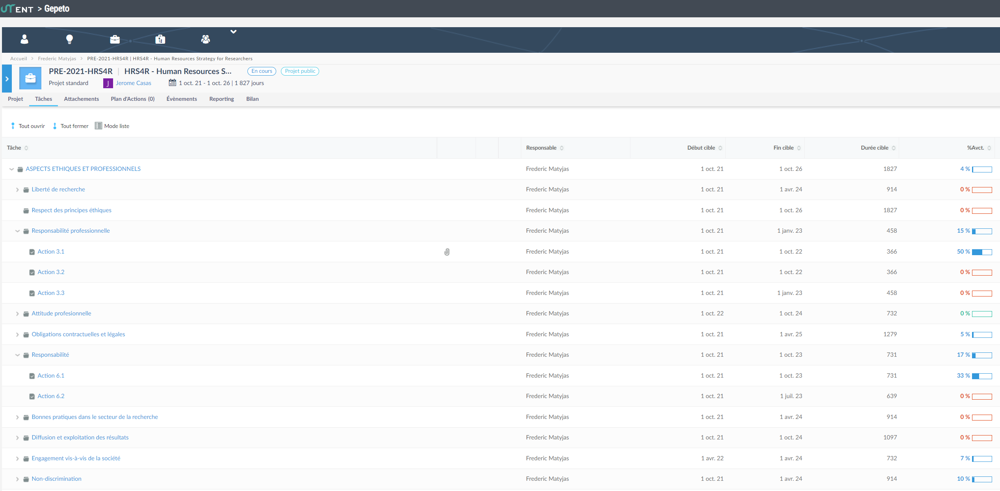 UT ENT > Gepeto
Accueil > Frederic Matyjas > PRE-2021-HRS4R | HRS4R - Human Resources Strategy for Researchers
PRE-2021-HRS4R | HRS4R - Human Resources S... En cours Projet public
Projet standard J Jerome Casas 1 oct. 21 - 1 oct. 26 | 1 827 jours
Projet Tâches Attachements Plan d'Actions (0) Évènements Reporting Bilan
Tout ouvrir Tout fermer Mode liste
Tâche Responsable Début cible Fin cible Durée cible %Avct.
ASPECTS ETHIQUES ET PROFESSIONNELS Frederic Matyjas 1 oct. 21 1 oct. 26 1827 4 %
Liberté de recherche Frederic Matyjas 1 oct. 21 1 avr. 24 914 0 %
Respect des principes éthiques Frederic Matyjas 1 oct. 21 1 oct. 26 1827 0 %
Responsabilité professionnelle Frederic Matyjas 1 oct. 21 1 janv. 23 458 15 %
Action 3.1 Frederic Matyjas 1 oct. 21 1 oct. 22 366 50 %
Action 3.2 Frederic Matyjas 1 oct. 21 1 oct. 22 366 0 %
Action 3.3 Frederic Matyjas 1 oct. 21 1 janv. 23 458 0 %
Attitude profesionnelle Frederic Matyjas 1 oct. 22 1 oct. 24 732 0 %
Obligations contractuelles et légales Frederic Matyjas 1 oct. 21 1 avr. 25 1279 5 %
Responsabilité Frederic Matyjas 1 oct. 21 1 oct. 23 731 17 %
Action 6.1 Frederic Matyjas 1 oct. 21 1 oct. 23 731 33 %
Action 6.2 Frederic Matyjas 1 oct. 21 1 juil. 23 639 0 %
Bonnes pratiques dans le secteur de la recherche Frederic Matyjas 1 oct. 21 1 avr. 24 914 0 %
Diffusion et exploitation des résultats Frederic Matyjas 1 oct. 21 1 oct. 24 1097 0 %
Engagement vis-à-vis de la société Frederic Matyjas 1 avr. 22 1 avr. 24 732 7 %
Non-discrimination Frederic Matyjas 1 oct. 21 1 avr. 24 914 10 %